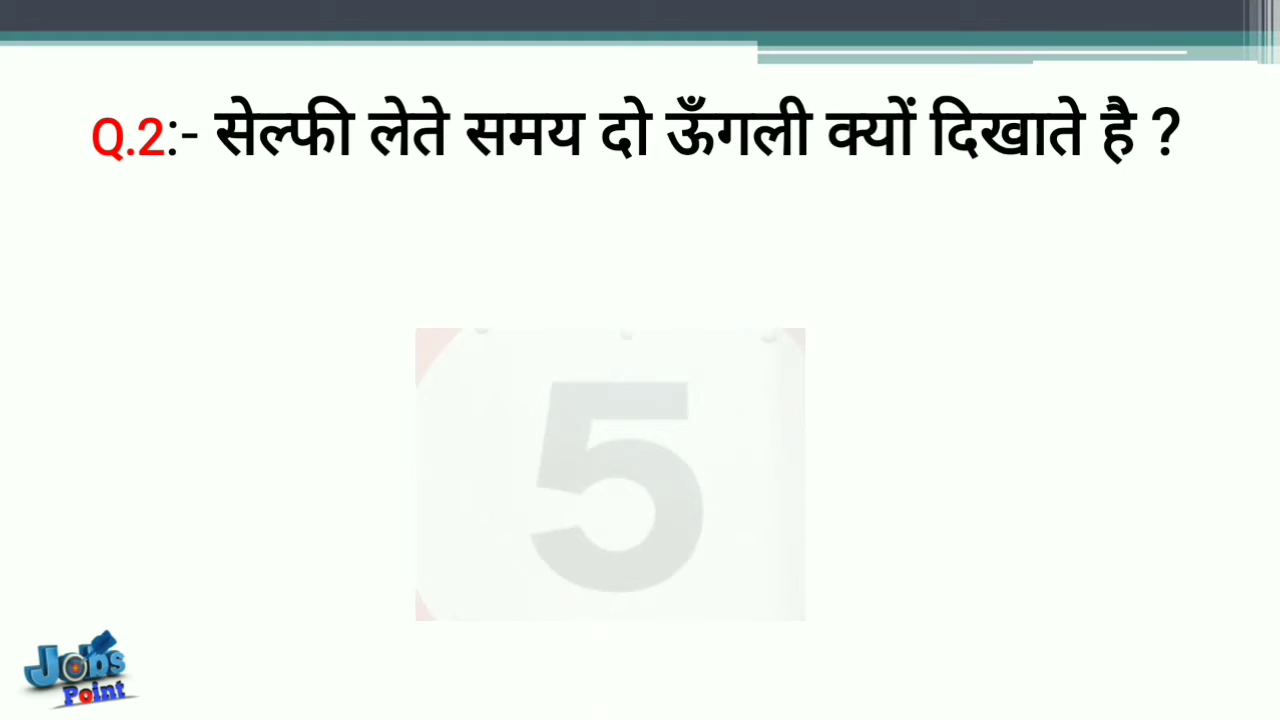 Q.2:- सेल्फी लेते समय दो ऊँगली क्यों दिखाते है ?
5
Jobs
Point